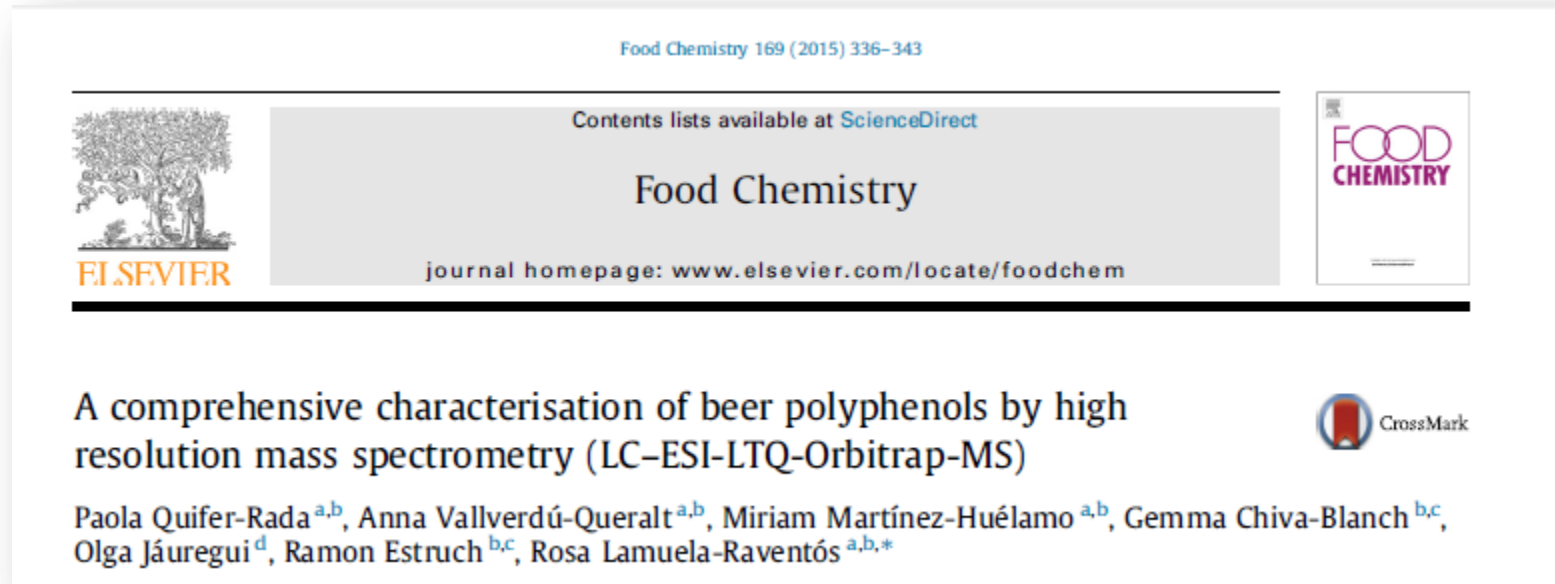 Food Chemistry 169 (2015) 336–343
Contents lists available at ScienceDirect
Food Chemistry
journal homepage: www.elsevier.com/locate/foodchem
ELSEVIER
FOOD
CHEMISTRY
A comprehensive characterisation of beer polyphenols by high
resolution mass spectrometry (LC–ESI-LTQ-Orbitrap-MS)
CrossMark
Paola Quifer-Rada a,b, Anna Vallverdú-Queralt a,b, Miriam Martínez-Huélamo a,b, Gemma Chiva-Blanch b,c,
Olga Jáuregui d, Ramon Estruch b,c, Rosa Lamuela-Raventós a,b,*